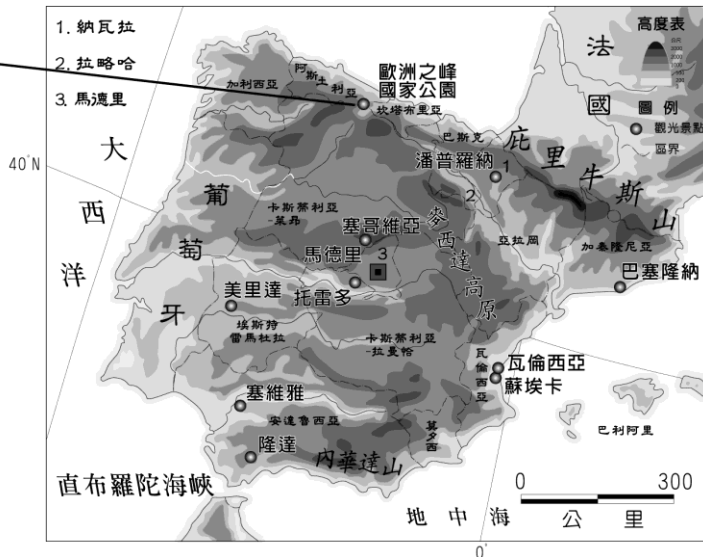 1. 納瓦拉
2. 拉略哈
3. 馬德里
高度表
圖例
觀光景點
區界
法國
大西洋
40°N
加利西亞
阿斯土利亞
歐洲之峰
國家公園
坎塔布里亞
巴斯克
潘普羅納
1
2
庇里牛斯山
葡萄牙
卡斯蒂利亞
-萊昂
塞哥維亞
馬德里
3
托雷多
麥西達高原
亞拉岡
加泰隆尼亞
巴塞隆納
美里達
埃斯特
雷馬杜拉
卡斯蒂利亞
-拉曼恰
瓦倫西亞
瓦倫西亞
蘇埃卡
塞維雅
安達魯西亞
莫夕西
隆達
內華達山
巴利阿里
直布羅陀海峽
地中海
0 300
公里
0°